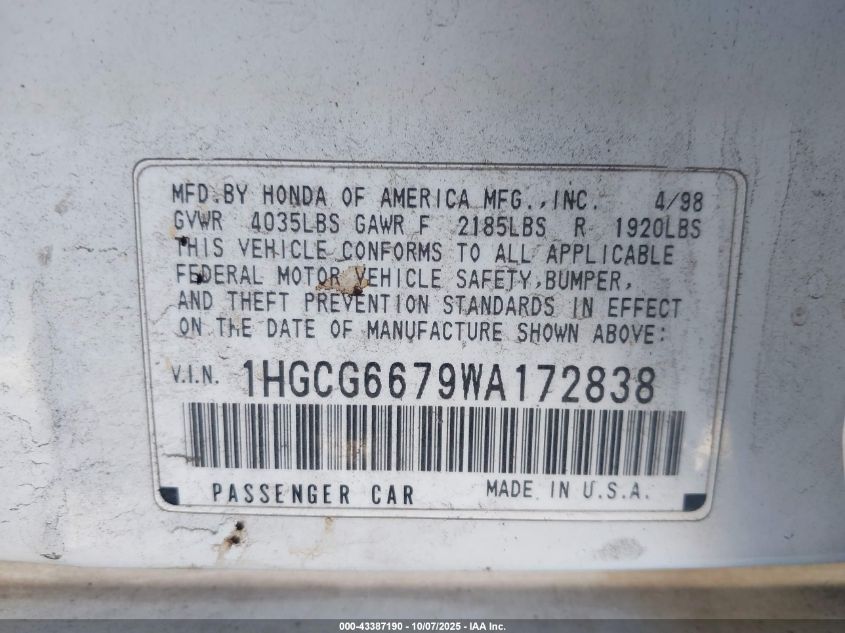 MFD.BY HONDA OF AMERICA MFG.,INC. 4/98
GVWR 4035LBS GAWR F 2185LBS R 1920LBS
THIS VEHICLE CONFORMS TO ALL APPLICABLE
FEDERAL MOTOR VEHICLE SAFETY,BUMPER,
AND THEFT PREVENTION STANDARDS IN EFFECT
ON THE DATE OF MANUFACTURE SHOWN ABOVE:
V.I.N. 1HGCG6679WA172838
PASSENGER CAR MADE IN U.S.A.
000-43387190 - 10/07/2025 - IAA Inc.